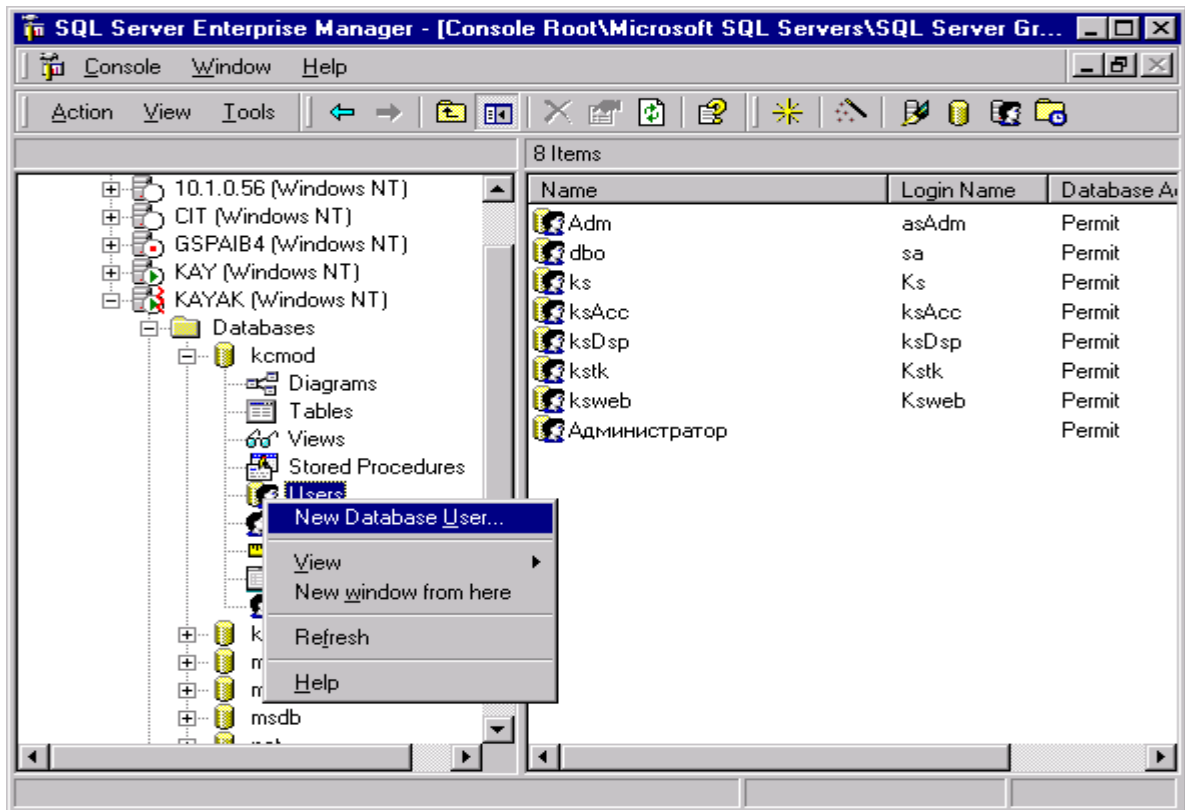 SQL Server Enterprise Manager - [Console Root\Microsoft SQL Servers\SQL Server Gr...
Console Window Help
Action View Tools
8 Items
10.1.0.56 (Windows NT)
CIT (Windows NT)
GSPAIB4 (Windows NT)
KAY (Windows NT)
KAYAK (Windows NT)
Databases
kcmod
Diagrams
Tables
Views
Stored Procedures
Users
msdb
New Database User...
View
New window from here
Refresh
Help
Name Login Name Database
Adm asAdm Permit
dbo sa Permit
ks Ks Permit
ksAcc ksAcc Permit
ksDsp ksDsp Permit
kstk Kstk Permit
ksweb Ksweb Permit
Администратор Permit